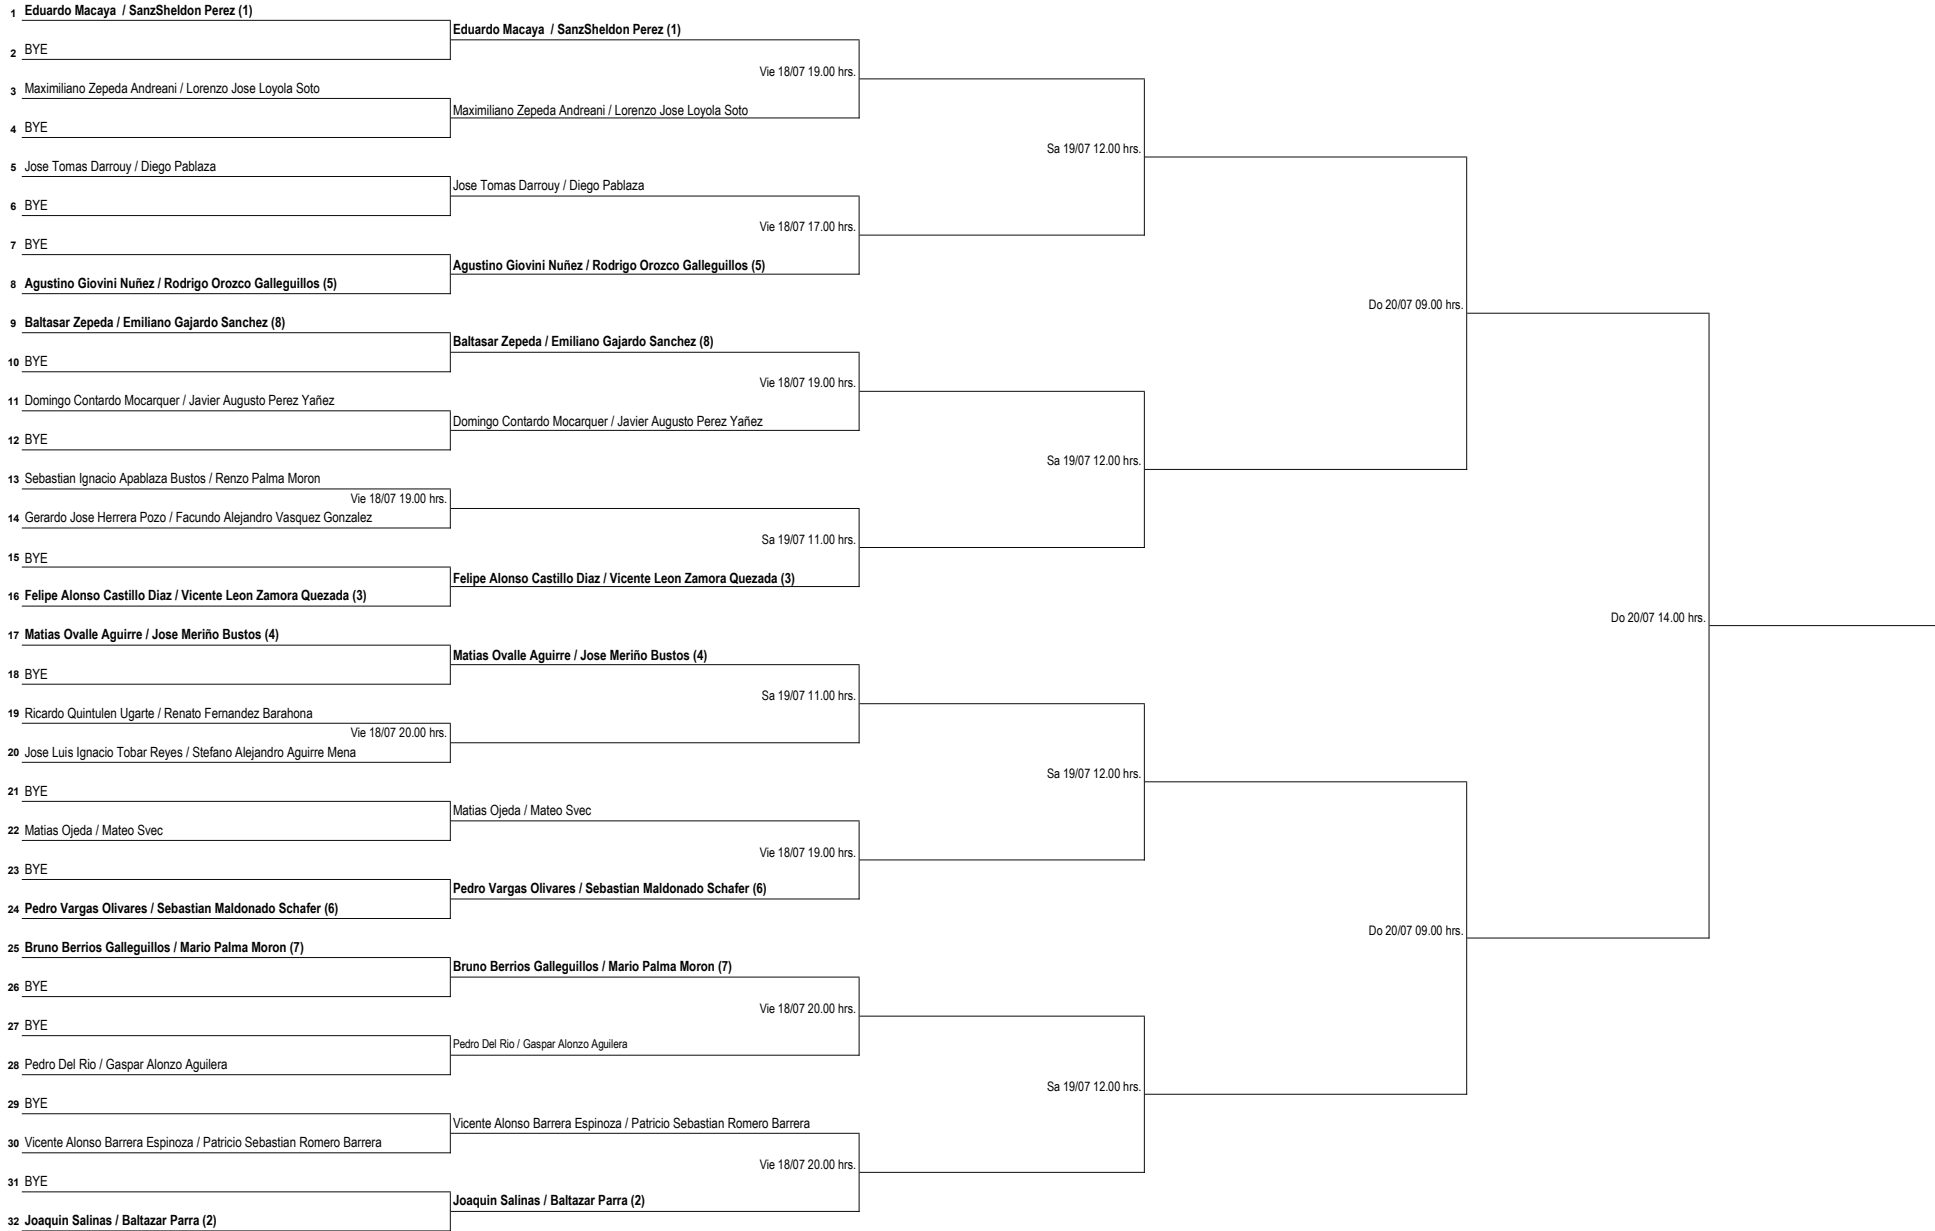 1 Eduardo Macaya / SanzSheldon Perez (1)
Eduardo Macaya / SanzSheldon Perez (1)
2 BYE
Vie 18/07 19.00 hrs.
3 Maximiliano Zepeda Andreani / Lorenzo Jose Loyola Soto
Maximiliano Zepeda Andreani / Lorenzo Jose Loyola Soto
4 BYE
Sa 19/07 12.00 hrs.
5 Jose Tomas Darrouy / Diego Pablaza
Jose Tomas Darrouy / Diego Pablaza
6 BYE
Vie 18/07 17.00 hrs.
7 BYE
Agustino Giovini Nuñez / Rodrigo Orozco Galleguillos (5)
8 Agustino Giovini Nuñez / Rodrigo Orozco Galleguillos (5)
Do 20/07 09.00 hrs.
9 Baltasar Zepeda / Emiliano Gajardo Sanchez (8)
Baltasar Zepeda / Emiliano Gajardo Sanchez (8)
10 BYE
Vie 18/07 19.00 hrs.
11 Domingo Contardo Mocarquer / Javier Augusto Perez Yañez
Domingo Contardo Mocarquer / Javier Augusto Perez Yañez
12 BYE
Sa 19/07 12.00 hrs.
13 Sebastian Ignacio Apablaza Bustos / Renzo Palma Moron
Vie 18/07 19.00 hrs.
14 Gerardo Jose Herrera Pozo / Facundo Alejandro Vasquez Gonzalez
Sa 19/07 11.00 hrs.
15 BYE
Felipe Alonso Castillo Diaz / Vicente Leon Zamora Quezada (3)
16 Felipe Alonso Castillo Diaz / Vicente Leon Zamora Quezada (3)
Do 20/07 14.00 hrs.
17 Matias Ovalle Aguirre / Jose Meriño Bustos (4)
Matias Ovalle Aguirre / Jose Meriño Bustos (4)
18 BYE
Sa 19/07 11.00 hrs.
19 Ricardo Quintulen Ugarte / Renato Fernandez Barahona
Vie 18/07 20.00 hrs.
20 Jose Luis Ignacio Tobar Reyes / Stefano Alejandro Aguirre Mena
Sa 19/07 12.00 hrs.
21 BYE
Matias Ojeda / Mateo Svec
22 Matias Ojeda / Mateo Svec
Vie 18/07 19.00 hrs.
23 BYE
Pedro Vargas Olivares / Sebastian Maldonado Schafer (6)
24 Pedro Vargas Olivares / Sebastian Maldonado Schafer (6)
Do 20/07 09.00 hrs.
25 Bruno Berrios Galleguillos / Mario Palma Moron (7)
Bruno Berrios Galleguillos / Mario Palma Moron (7)
26 BYE
Vie 18/07 20.00 hrs.
27 BYE
Pedro Del Rio / Gaspar Alonzo Aguilera
28 Pedro Del Rio / Gaspar Alonzo Aguilera
Sa 19/07 12.00 hrs.
29 BYE
Vicente Alonso Barrera Espinoza / Patricio Sebastian Romero Barrera
30 Vicente Alonso Barrera Espinoza / Patricio Sebastian Romero Barrera
Vie 18/07 20.00 hrs.
31 BYE
Joaquin Salinas / Baltazar Parra (2)
32 Joaquin Salinas / Baltazar Parra (2)